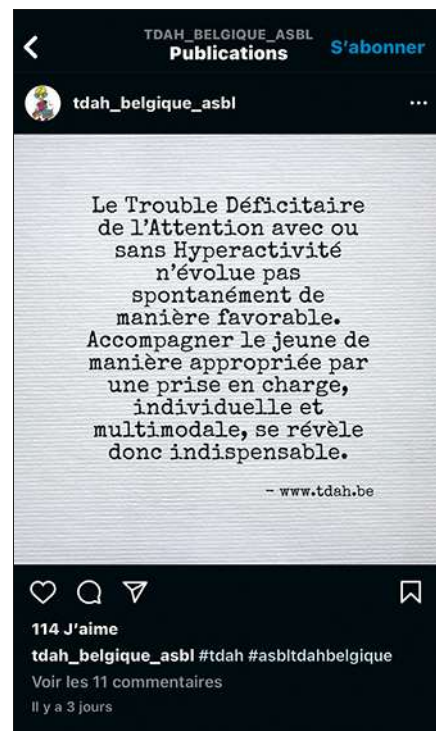 TDAH_BELGIQUE_ASBL
Publications
S'abonner
tdah_belgique_asbl
Le Trouble Déficitaire
de l'Attention avec ou
sans Hyperactivité
n'évolue pas
spontanément de
manière favorable.
Accompagner le jeune de
manière appropriée par
une prise en charge,
individuelle et
multimodale, se révèle
donc indispensable.
- www.tdah.be
114 J'aime
tdah_belgique_asbl #tdah #asbltdahbelgique
Voir les 11 commentaires
Il y a 3 jours